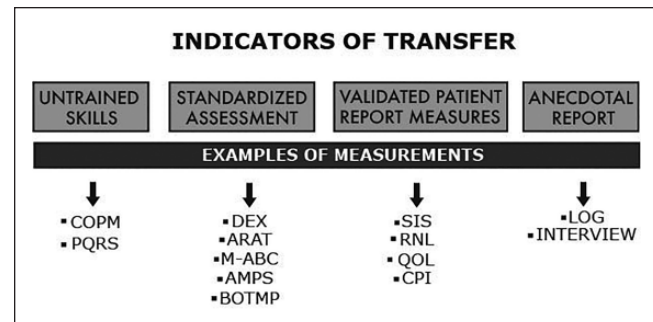 INDICATORS OF TRANSFER
UNTRAINED
SKILLS
STANDARDIZED
ASSESSMENT
VALIDATED PATIENT
REPORT MEASURES
ANECDOTAL
REPORT
EXAMPLES OF MEASUREMENTS
▪COPM
▪PQRS
▪DEX
▪ARAT
▪M-ABC
▪AMPS
▪BOTMP
▪SIS
▪RNL
▪QOL
▪CPI
▪LOG
▪INTERVIEW